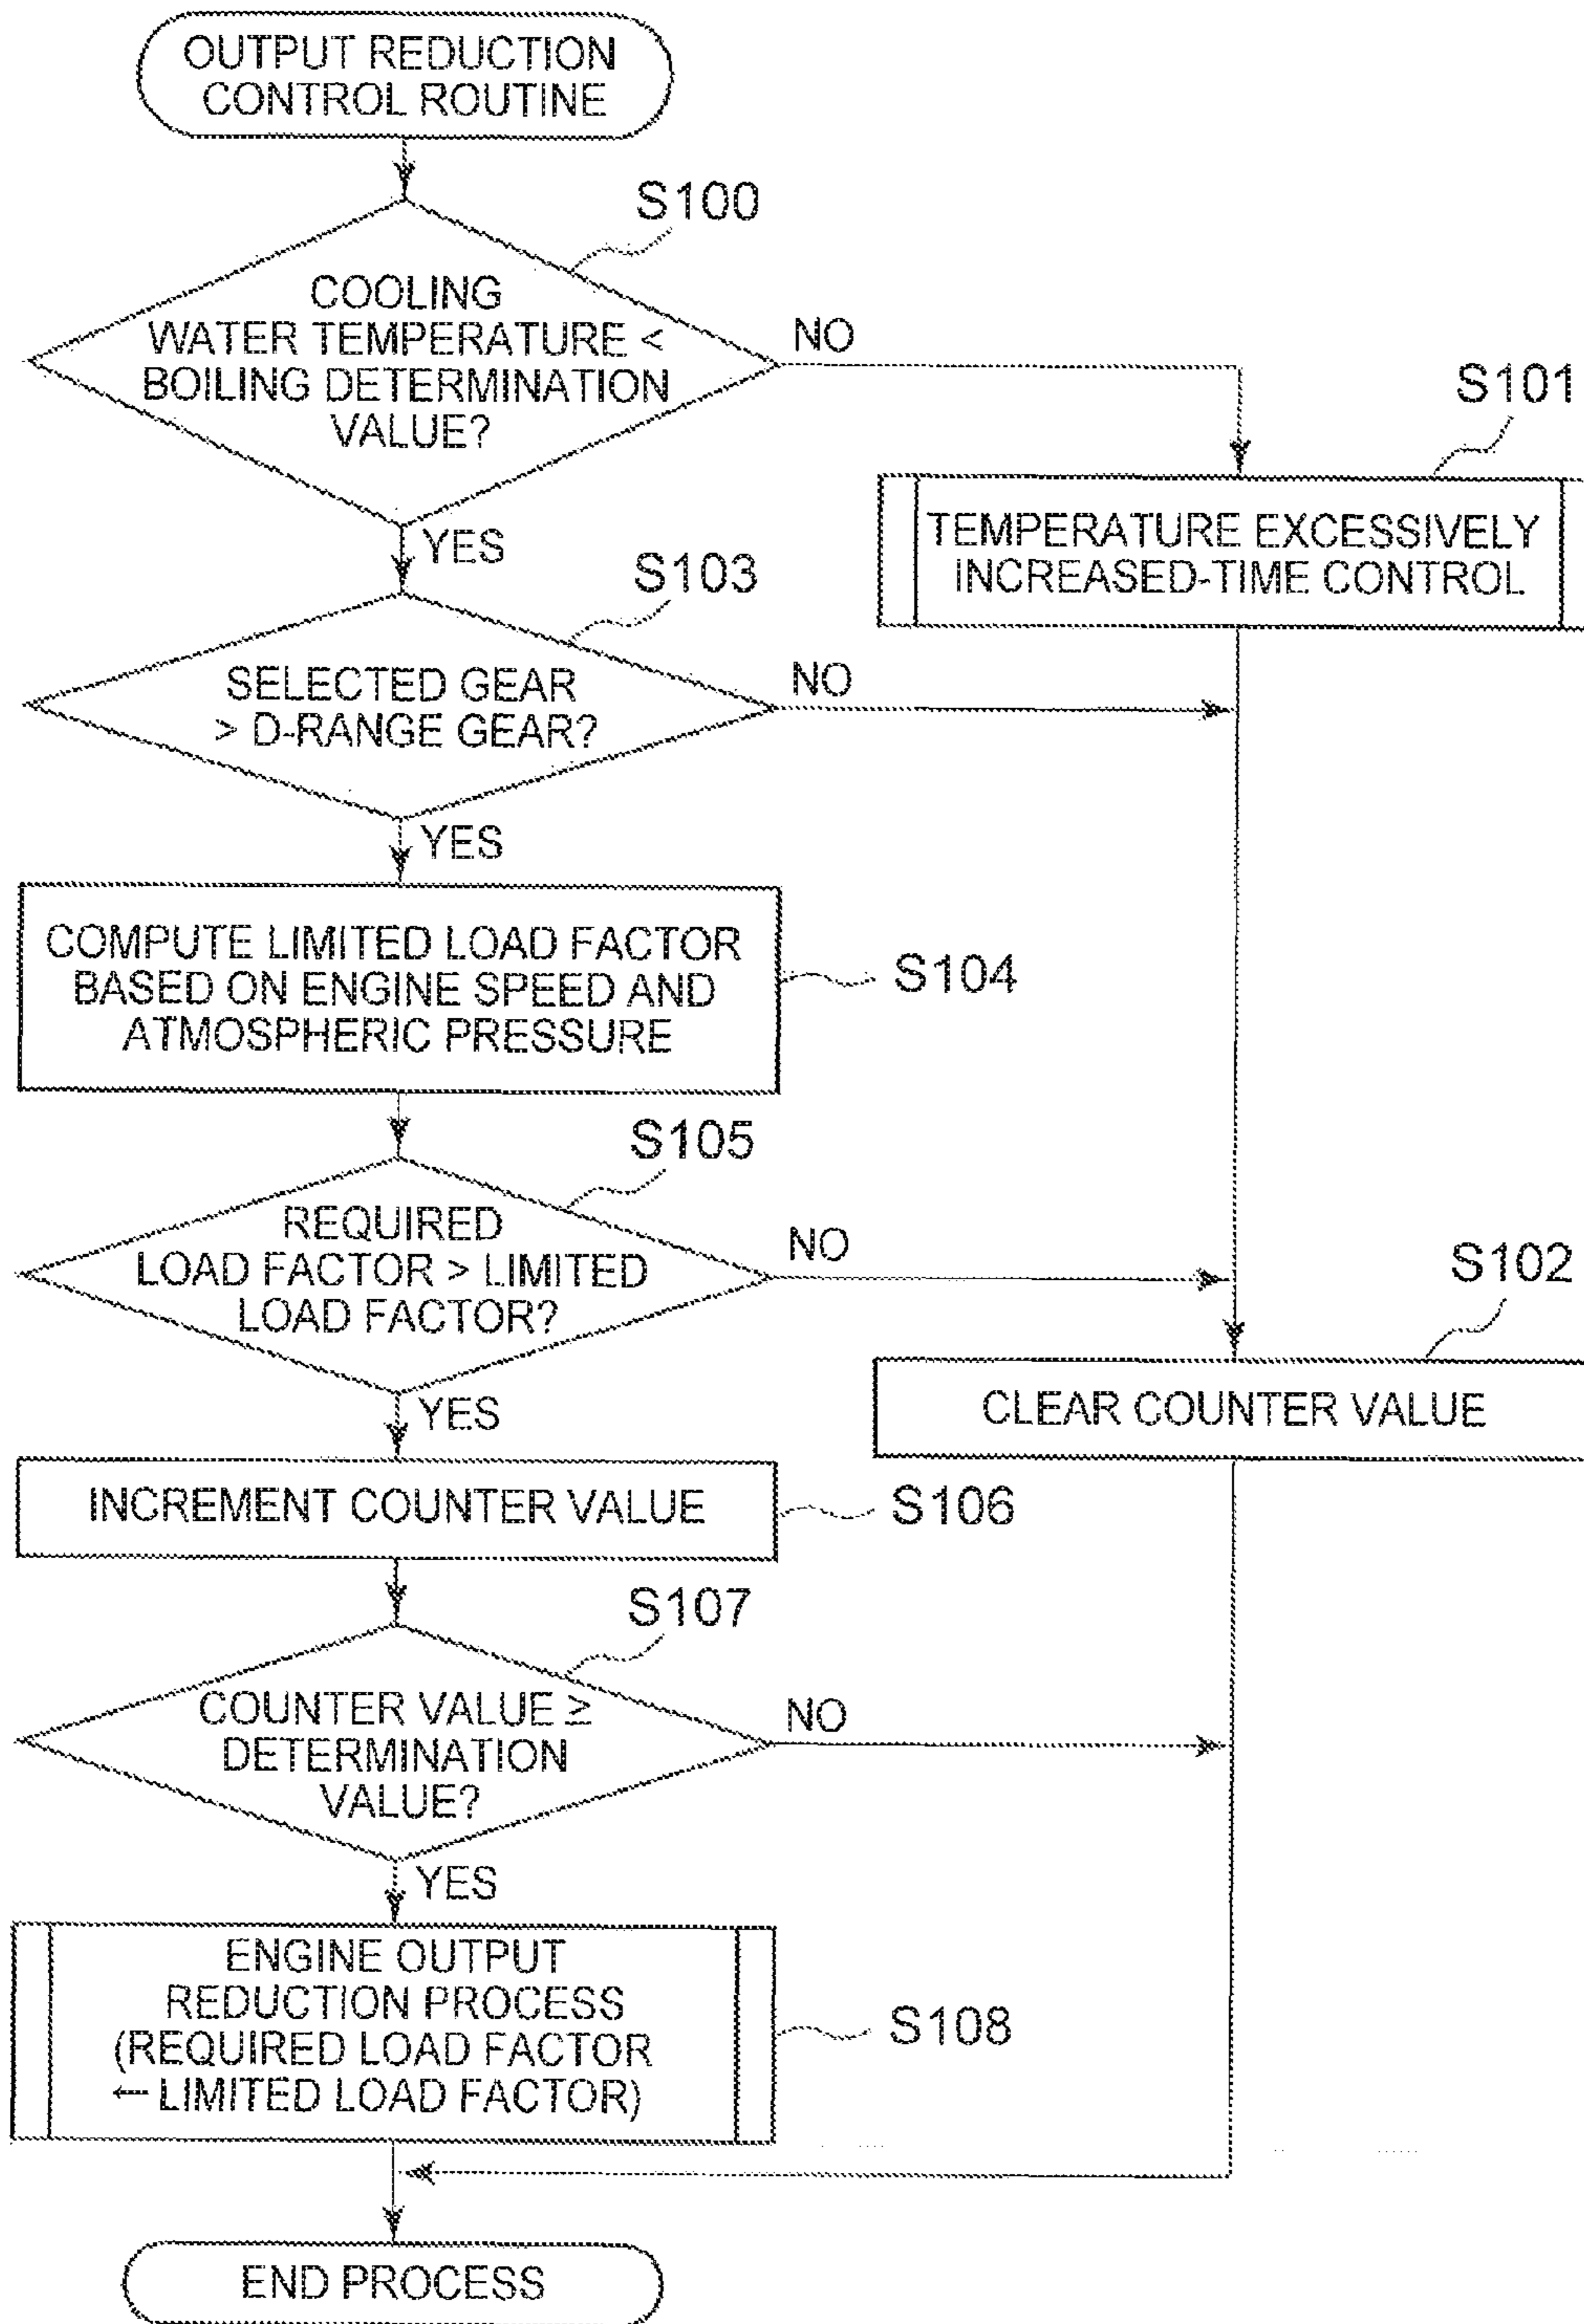 OUTPUT REDUCTION
CONTROL ROUTINE
S100
COOLING
WATER TEMPERATURE <
BOILING DETERMINATION
VALUE?
NO
YES
S101
TEMPERATURE EXCESSIVELY
INCREASED-TIME CONTROL
S103
SELECTED GEAR
> D-RANGE GEAR?
NO
YES
COMPUTE LIMITED LOAD FACTOR
BASED ON ENGINE SPEED AND
ATMOSPHERIC PRESSURE
S104
S105
REQUIRED
LOAD FACTOR > LIMITED
LOAD FACTOR?
NO
YES
S102
CLEAR COUNTER VALUE
INCREMENT COUNTER VALUE
S106
S107
COUNTER VALUE ≥
DETERMINATION
VALUE?
NO
YES
ENGINE OUTPUT
REDUCTION PROCESS
(REQUIRED LOAD FACTOR
← LIMITED LOAD FACTOR)
S108
END PROCESS